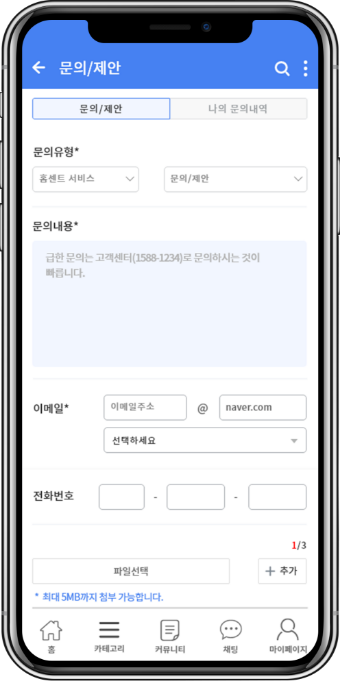 문의/제안
문의/제안 나의 문의내역
문의유형*
홈센트 서비스 문의/제안
문의내용*
급한 문의는 고객센터(1588-1234)로 문의하시는 것이
빠릅니다.
이메일* 이메일주소 @ naver.com
선택하세요
전화번호 - -
1/3
파일선택 + 추가
* 최대 5MB까지 첨부 가능합니다.
홈 카테고리 커뮤니티 채팅 마이페이지